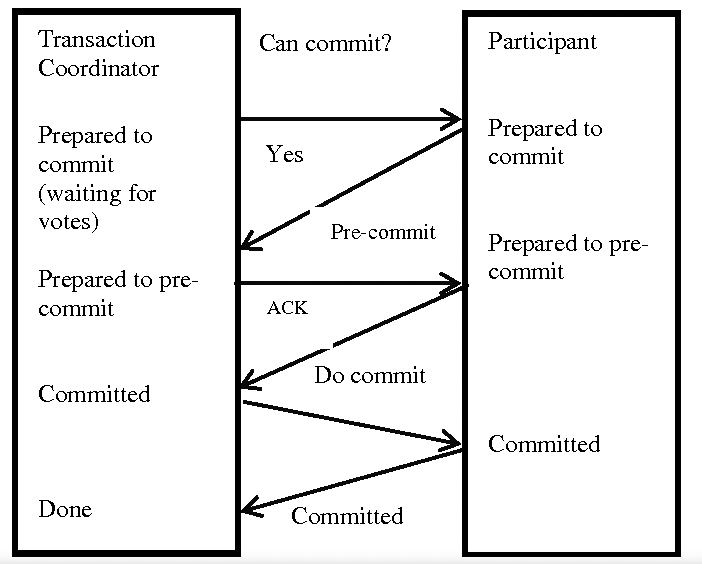 Transaction
Coordinator
Prepared to
commit
(waiting for
votes)
Prepared to pre-
commit
Committed
Done
Can commit?
Yes
Pre-commit
ACK
Do commit
Committed
Participant
Prepared to
commit
Prepared to pre-
commit
Committed